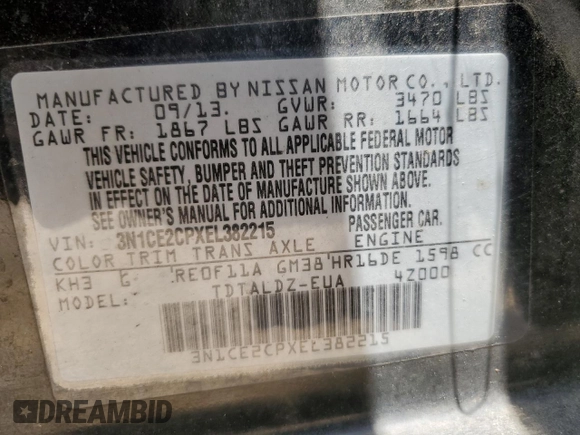 MANUFACTURED BY NISSAN MOTOR CO., LTD.
DATE: 09/13. GVWR: 3470 LBS
GAWR FR: 1867 LBS GAWR RR: 1664 LBS
THIS VEHICLE CONFORMS TO ALL APPLICABLE FEDERAL MOTOR
VEHICLE SAFETY, BUMPER AND THEFT PREVENTION STANDARDS
IN EFFECT ON THE DATE OF MANUFACTURE SHOWN ABOVE.
SEE OWNER'S MANUAL FOR ADDITIONAL INFORMATION.
VIN: 3N1CE2CPXEL382215 PASSENGER CAR.
COLOR TRIM TRANS AXLE ENGINE
KH3 G RE0F11A GM38 HR16DE 1598 CC
MODEL: TDTALDZ-EUA 4Z000
3N1CE2CPXEL382215
DREAMBID